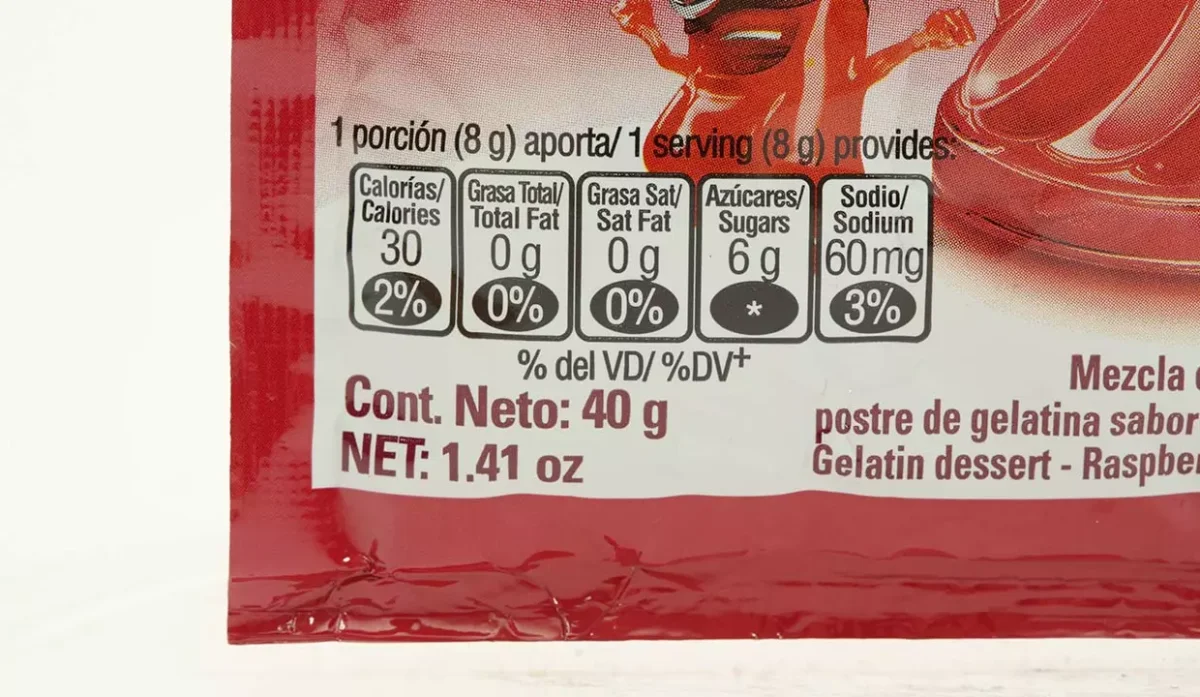 1 porción (8 g) aporta/ 1 serving (8 g) provides:
Calorías/ Grasa Total/ Grasa Sat/ Azúcares/ Sodio/
Calories Total Fat Sat Fat Sugars Sodium
30 0 g 0 g 6 g 60 mg
2% 0% 0% * 3%
% del VD/ %DV+
Cont. Neto: 40 g
NET: 1.41 oz
Mezcla
postre de gelatina sabor
Gelatin dessert - Raspber